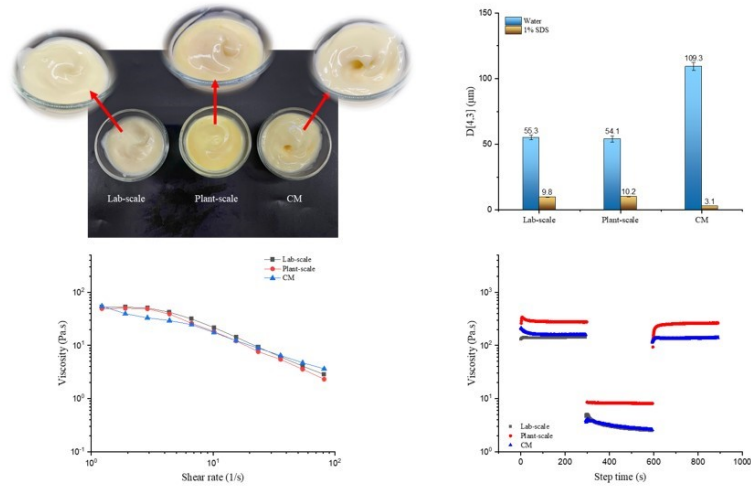 Lab-scale
Plant-scale
CM
Water
1% SDS
150
100
50
0
D[4,3] (μm)
55.3
9.8
54.1
10.2
109.3
3.1
Lab-scale
Plant-scale
CM
Lab-scale
Plant-scale
CM
10²
10¹
10⁰
10⁻¹
Viscosity (Pa.s)
10⁰
10¹
10²
Shear rate (1/s)
10³
10²
10¹
10⁰
Viscosity (Pa.s)
Lab-scale
Plant-scale
CM
0
200
400
600
800
1000
Step time (s)